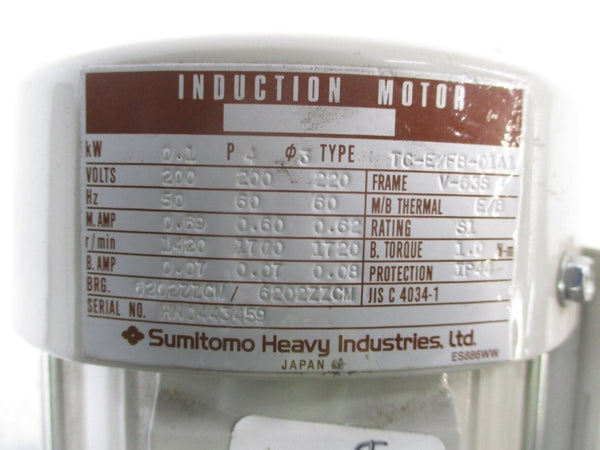 INDUCTION MOTOR
kW 0.1 P 4 φ 3 TYPE TC-E/FB-01A1
VOLTS 200 200 220 FRAME V-63S
Hz 50 60 60 M/B THERMAL E/B
M.AMP 0.69 0.60 0.62 RATING S1
r/min 1420 1700 1720 B.TORQUE 1.0 N-m
B.AMP 0.07 0.07 0.08 PROTECTION IP44
BRG. 6202ZZCM / 6202ZZCM JIS C 4034-1
SERIAL NO. HN0443459
Sumitomo Heavy Industries, Ltd.
JAPAN ES886WW